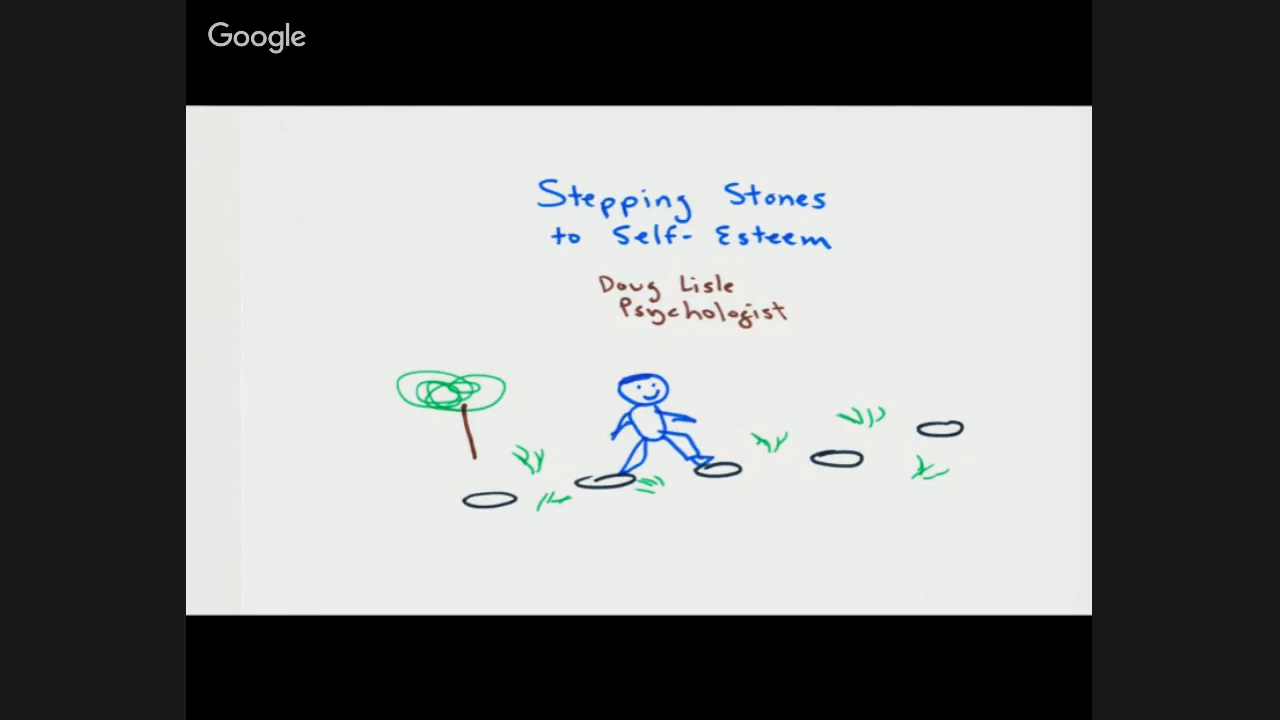 Google
Stepping Stones
to Self-Esteem
Doug Lisle
Psychologist